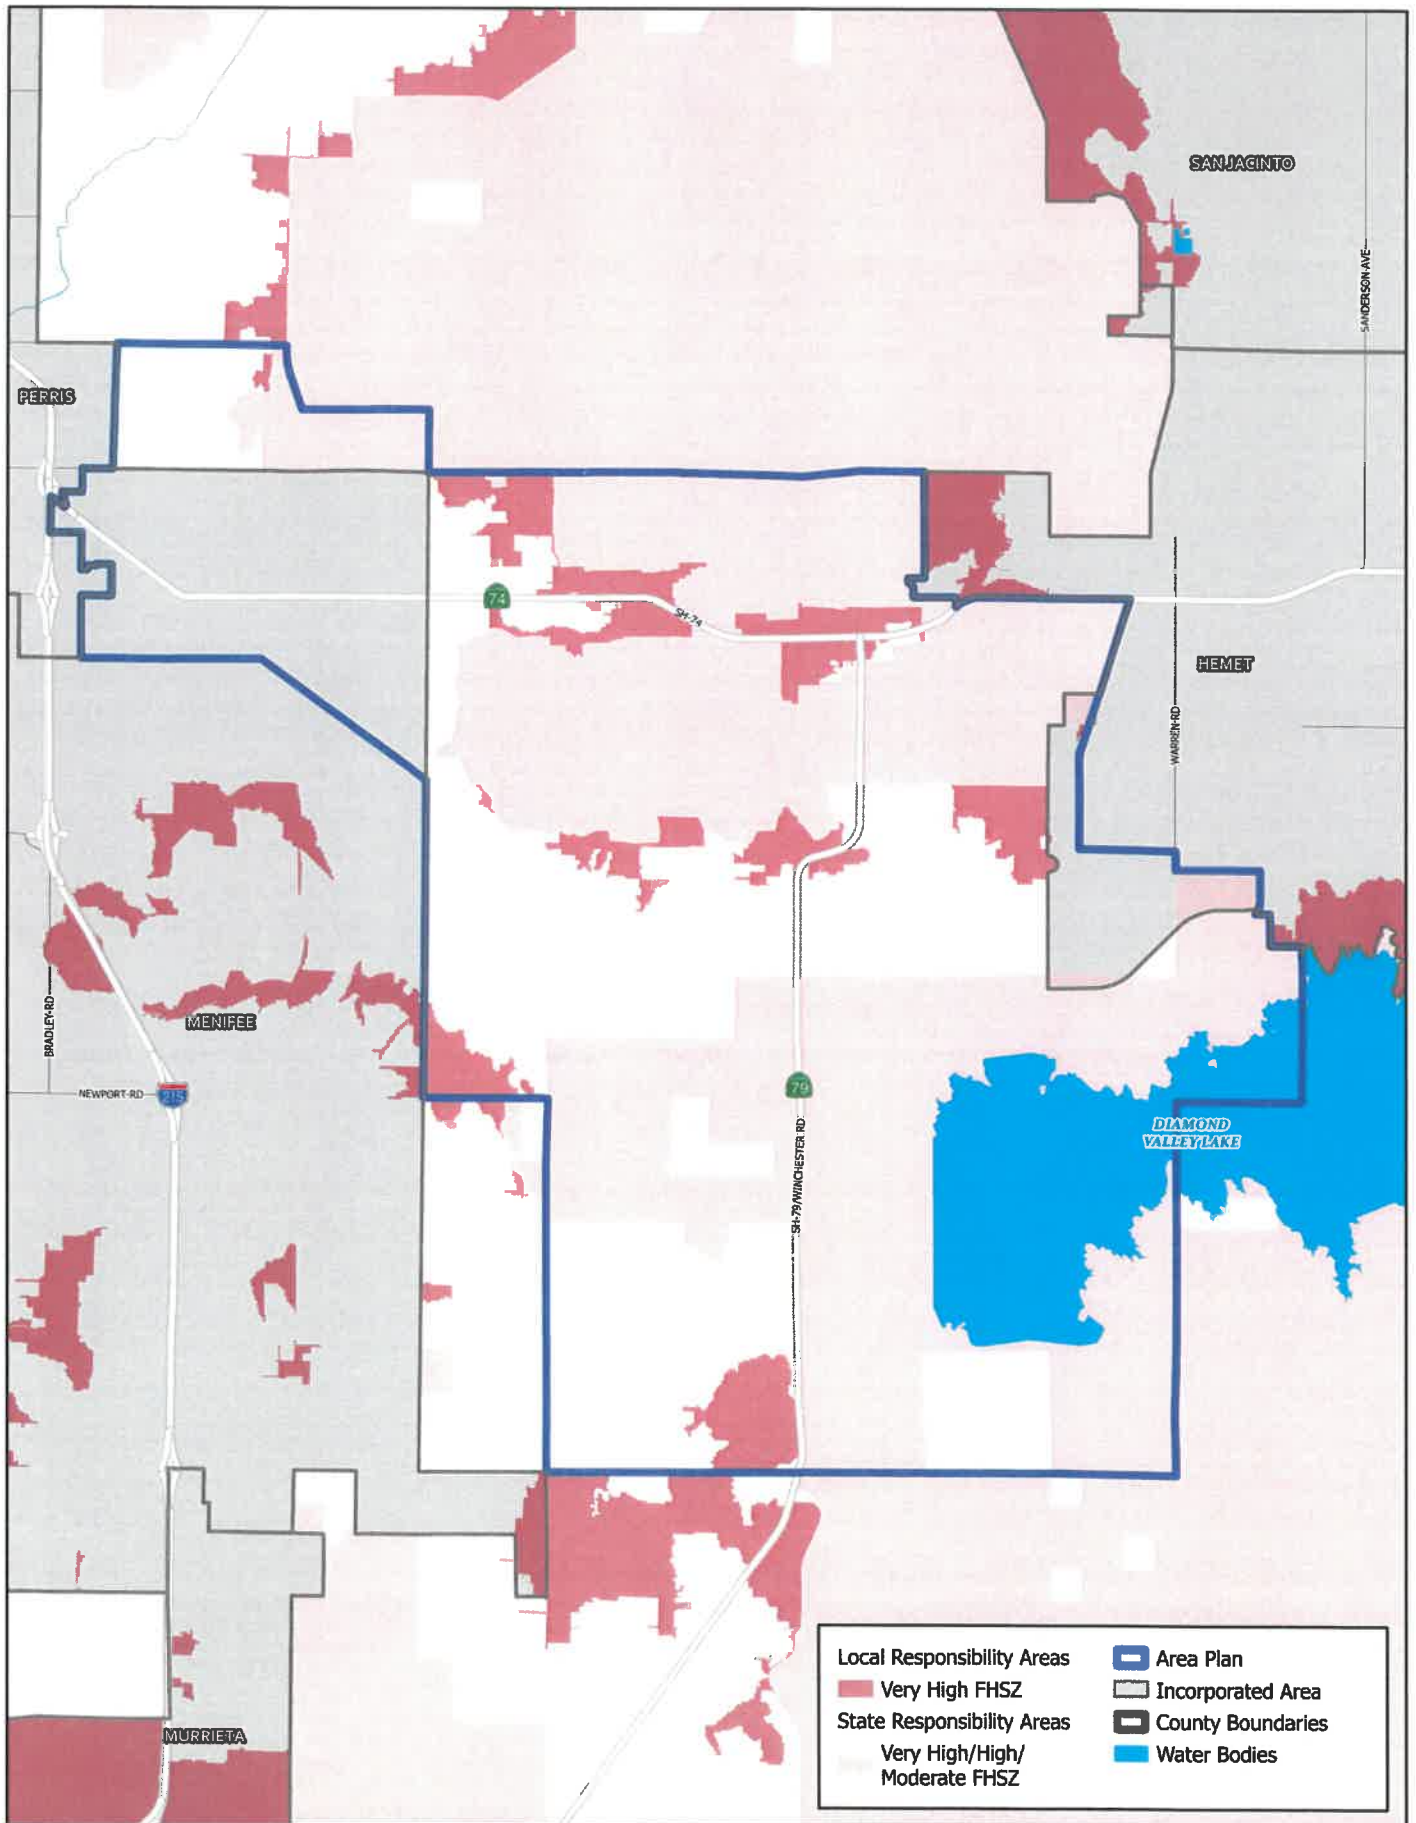 SAN JACINTO
SANDERSON AVE
PERRIS
74
SH-74
HEMET
WARREN RD
BRADLEY RD
MENIFEE
NEWPORT RD
215
79
SH-79/WINCHESTER RD
DIAMOND
VALLEY LAKE
MURRIETA
Local Responsibility Areas
Very High FHSZ
State Responsibility Areas
Very High/High/
Moderate FHSZ
Area Plan
Incorporated Area
County Boundaries
Water Bodies